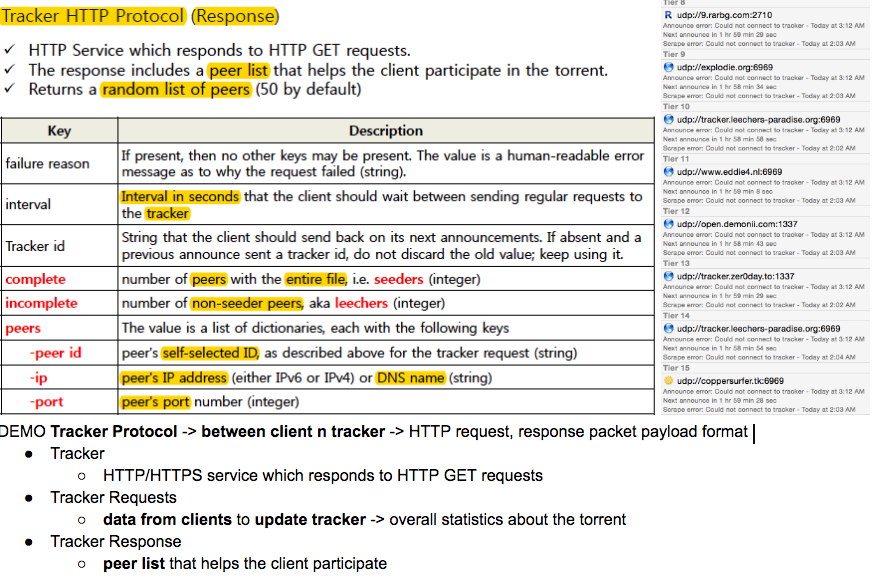 Tracker HTTP Protocol (Response)
✓ HTTP Service which responds to HTTP GET requests.
✓ The response includes a peer list that helps the client participate in the torrent.
✓ Returns a random list of peers (50 by default)
Key Description
failure reason If present, then no other keys may be present. The value is a human-readable error
message as to why the request failed (string).
interval Interval in seconds that the client should wait between sending regular requests to
the tracker
Tracker id String that the client should send back on its next announcements. If absent and a
previous announce sent a tracker id, do not discard the old value; keep using it.
complete number of peers with the entire file, i.e. seeders (integer)
incomplete number of non-seeder peers, aka leechers (integer)
peers The value is a list of dictionaries, each with the following keys
-peer id peer's self-selected ID, as described above for the tracker request (string)
-ip peer's IP address (either IPv6 or IPv4) or DNS name (string)
-port peer's port number (integer)
Tier 8
R udp://9.rarbg.com:2710
Announce error: Could not connect to tracker - Today at 3:12 AM
Next announce in 1 hr 59 min 29 sec
Scrape error: Could not connect to tracker - Today at 2:03 AM
Tier 9
udp://explodie.org:6969
Announce error: Could not connect to tracker - Today at 3:12 AM
Next announce in 1 hr 58 min 34 sec
Scrape error: Could not connect to tracker - Today at 2:03 AM
Tier 10
udp://tracker.leechers-paradise.org:6969
Announce error: Could not connect to tracker - Today at 3:12 AM
Next announce in 1 hr 58 min 58 sec
Scrape error: Could not connect to tracker - Today at 2:02 AM
Tier 11
udp://www.eddie4.nl:6969
Announce error: Could not connect to tracker - Today at 3:12 AM
Next announce in 1 hr 59 min 8 sec
Scrape error: Could not connect to tracker - Today at 2:03 AM
Tier 12
udp://open.demonii.com:1337
Announce error: Could not connect to tracker - Today at 3:12 AM
Next announce in 1 hr 58 min 43 sec
Scrape error: Could not connect to tracker - Today at 2:03 AM
Tier 13
udp://tracker.zer0day.to:1337
Announce error: Could not connect to tracker - Today at 3:12 AM
Next announce in 1 hr 59 min 29 sec
Scrape error: Could not connect to tracker - Today at 2:02 AM
Tier 14
udp://tracker.leechers-paradise.org:6969
Announce error: Could not connect to tracker - Today at 3:12 AM
Next announce in 1 hr 58 min 54 sec
Scrape error: Could not connect to tracker - Today at 2:04 AM
Tier 15
udp://coppersurfer.tk:6969
Announce error: Could not connect to tracker - Today at 3:12 AM
Next announce in 1 hr 59 min 28 sec
Scrape error: Could not connect to tracker - Today at 2:03 AM
DEMO Tracker Protocol -> between client n tracker -> HTTP request, response packet payload format
● Tracker
○ HTTP/HTTPS service which responds to HTTP GET requests
● Tracker Requests
○ data from clients to update tracker -> overall statistics about the torrent
● Tracker Response
○ peer list that helps the client participate